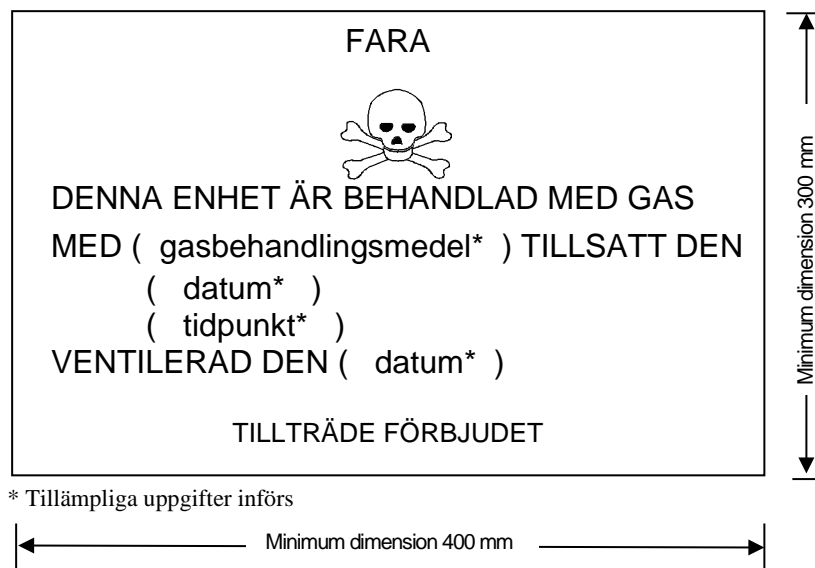 FARA
DENNA ENHET ÄR BEHANDLAD MED GAS
MED ( gasbehandlingsmedel* ) TILLSATT DEN
( datum* )
( tidpunkt* )
VENTILERAD DEN ( datum* )
TILLTRÄDE FÖRBJUDET
Minimum dimension 300 mm
* Tillämpliga uppgifter införs
Minimum dimension 400 mm